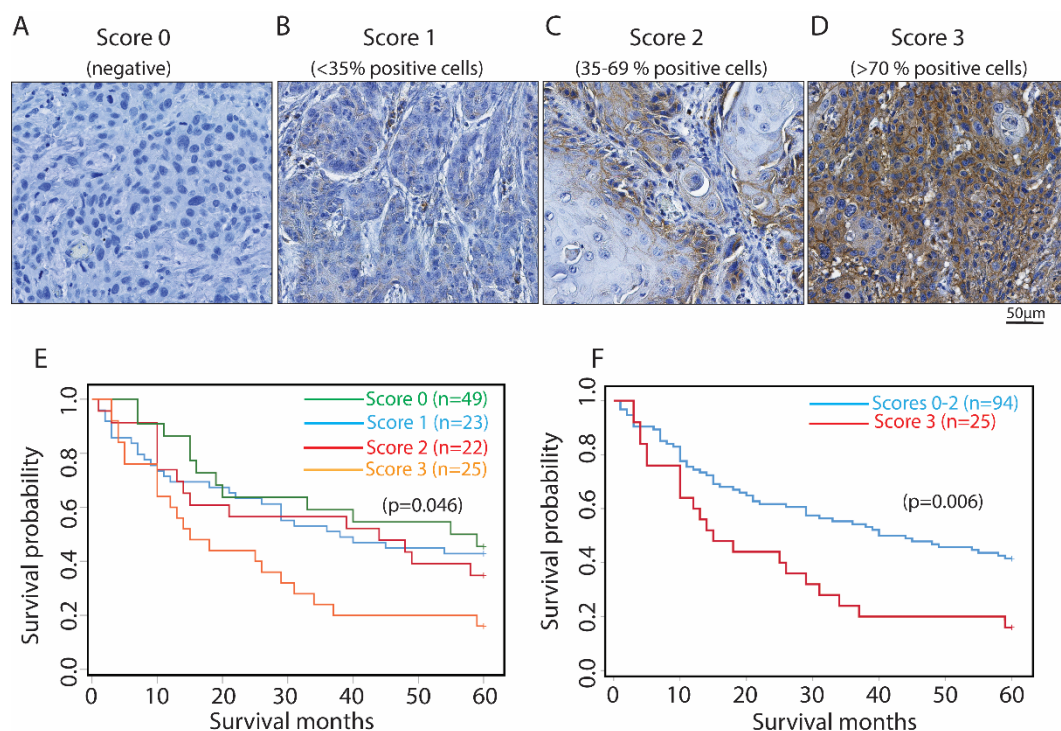 A
Score 0
(negative)
B
Score 1
(<35% positive cells)
C
Score 2
(35-69 % positive cells)
D
Score 3
(>70 % positive cells)
50μm
E
Survival probability
1.0
0.8
0.6
0.4
0.2
0.0
Score 0 (n=49)
Score 1 (n=23)
Score 2 (n=22)
Score 3 (n=25)
(p=0.046)
0 10 20 30 40 50 60
Survival months
F
Survival probability
1.0
0.8
0.6
0.4
0.2
0.0
Scores 0-2 (n=94)
Score 3 (n=25)
(p=0.006)
0 10 20 30 40 50 60
Survival months